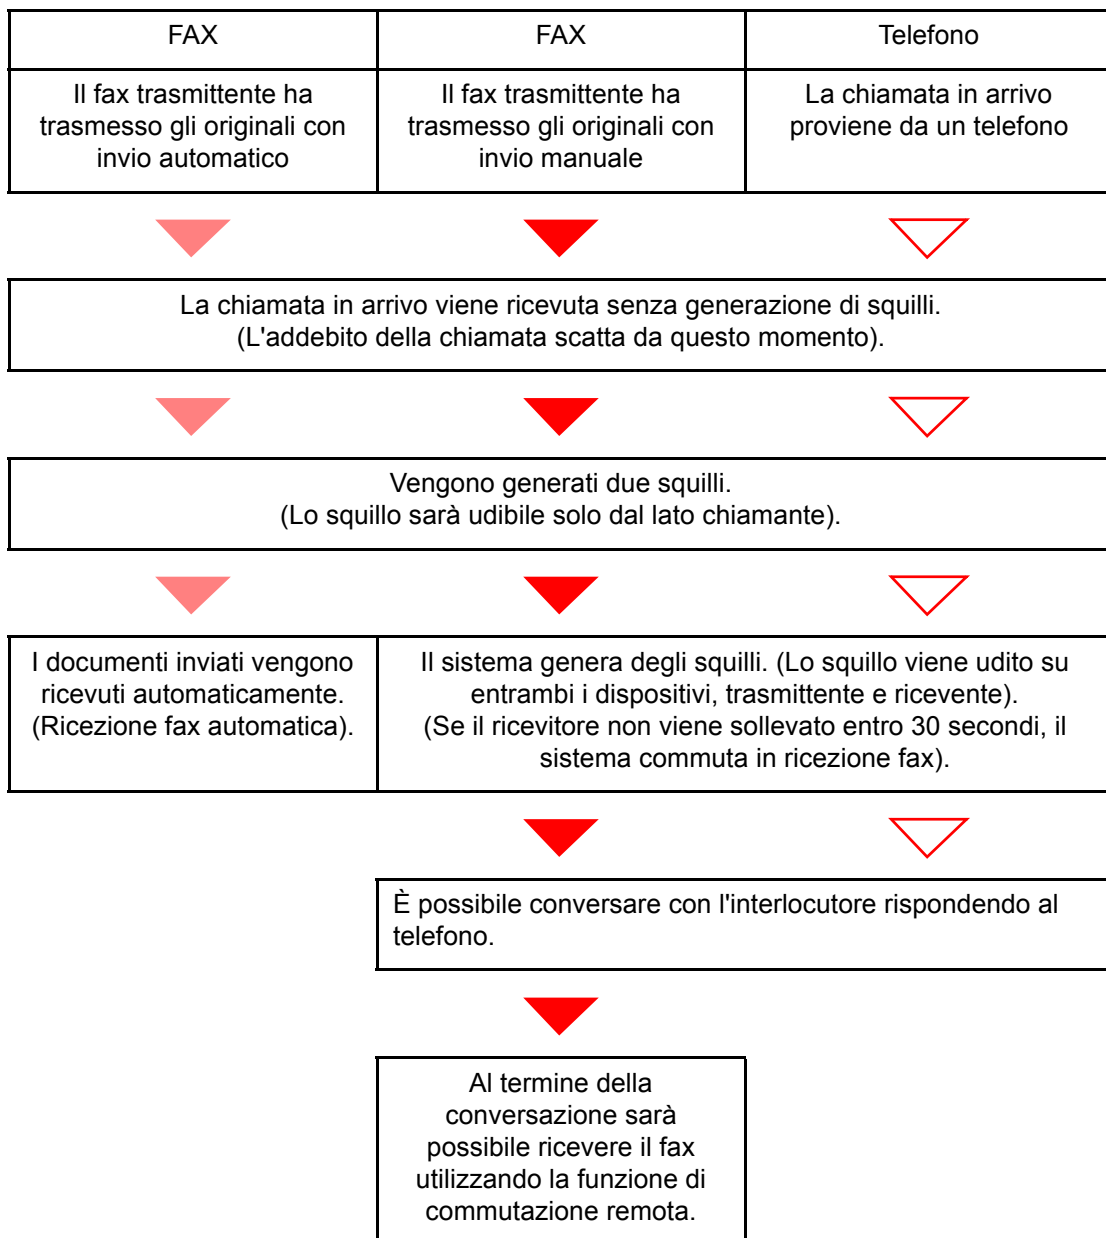 FAX
FAX
Telefono
Il fax trasmittente ha
trasmesso gli originali con
invio automatico
Il fax trasmittente ha
trasmesso gli originali con
invio manuale
La chiamata in arrivo
proviene da un telefono
La chiamata in arrivo viene ricevuta senza generazione di squilli.
(L'addebito della chiamata scatta da questo momento).
Vengono generati due squilli.
(Lo squillo sarà udibile solo dal lato chiamante).
I documenti inviati vengono
ricevuti automaticamente.
(Ricezione fax automatica).
Il sistema genera degli squilli. (Lo squillo viene udito su
entrambi i dispositivi, trasmittente e ricevente).
(Se il ricevitore non viene sollevato entro 30 secondi, il
sistema commuta in ricezione fax).
È possibile conversare con l'interlocutore rispondendo al
telefono.
Al termine della
conversazione sarà
possibile ricevere il fax
utilizzando la funzione di
commutazione remota.